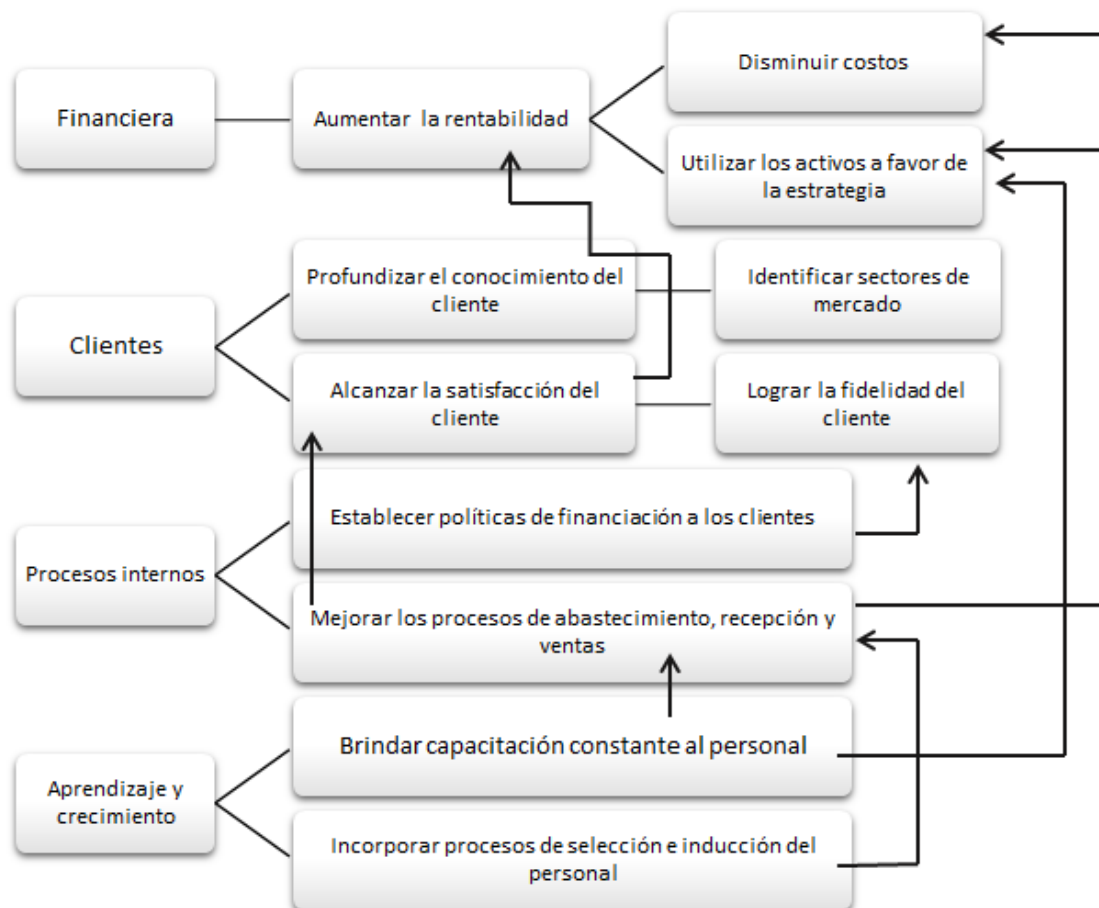 Financiera
Aumentar la rentabilidad
Disminuir costos
Utilizar los activos a favor de
la estrategia
Clientes
Profundizar el conocimiento del
cliente
Identificar sectores de
mercado
Alcanzar la satisfacción del
cliente
Lograr la fidelidad del
cliente
Procesos internos
Establecer políticas de financiación a los clientes
Mejorar los procesos de abastecimiento, recepción y
ventas
Aprendizaje y
crecimiento
Brindar capacitación constante al personal
Incorporar procesos de selección e inducción del
personal